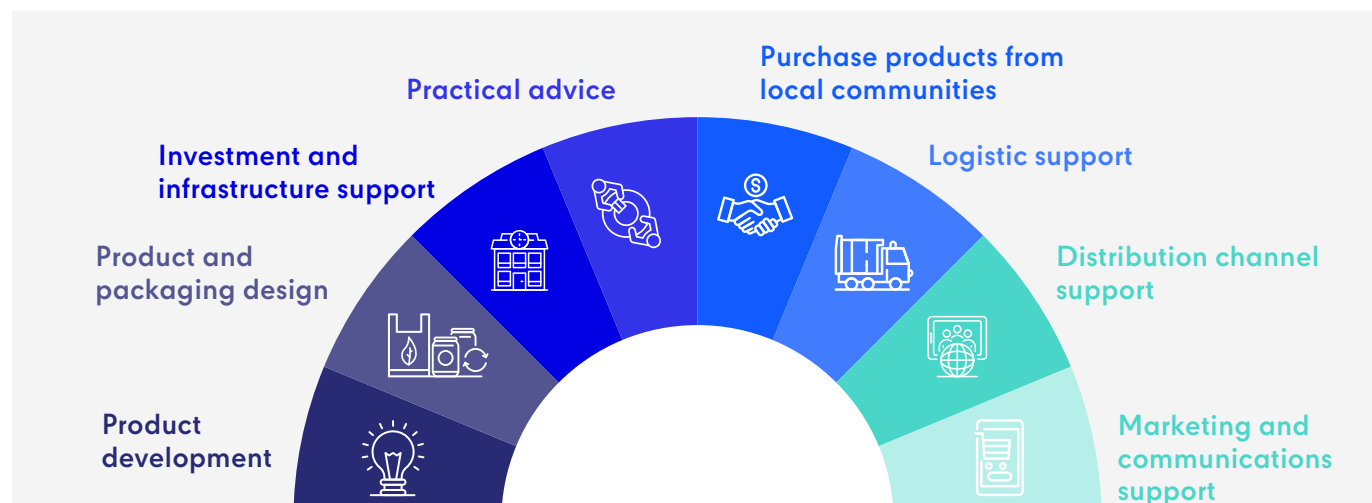 Purchase products from
local communities
Practical advice
Investment and
infrastructure support
Logistic support
Product and
packaging design
Distribution channel
support
Product
development
Marketing and
communications
support
S